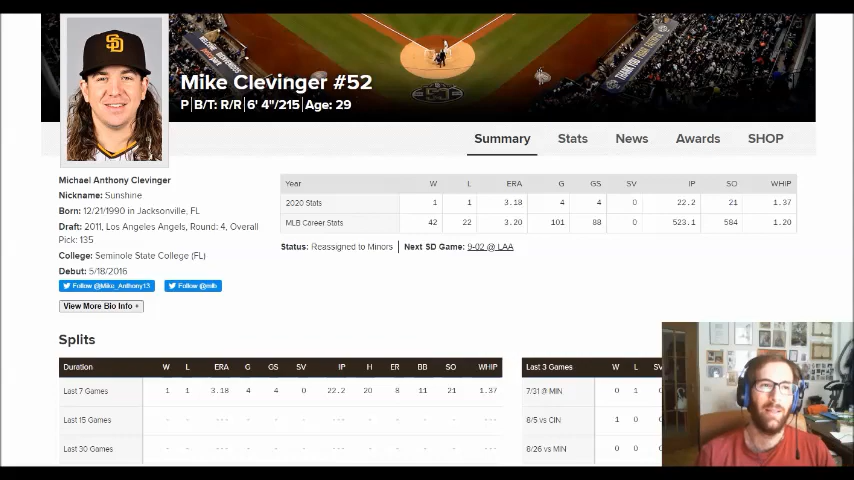 Mike Clevinger #52
P|B/T: R/R|6' 4"/215|Age: 29
Summary Stats News Awards SHOP
Michael Anthony Clevinger
Nickname: Sunshine
Born: 12/21/1990 in Jacksonville, FL
Draft: 2011, Los Angeles Angels, Round: 4, Overall
Pick: 135
College: Seminole State College (FL)
Debut: 5/18/2016
Follow @Mike_Anthony13 Follow @mlb
View More Bio Info +
Year W L ERA G GS SV IP SO WHIP
2020 Stats 1 1 3.18 4 4 0 22.2 21 1.37
MLB Career Stats 42 22 3.20 101 88 0 523.1 584 1.20
Status: Reassigned to Minors | Next SD Game: 9-02 @ LAA
Splits
Duration W L ERA G GS SV IP H ER BB SO WHIP
Last 7 Games 1 1 3.18 4 4 0 22.2 20 8 11 21 1.37
Last 15 Games - - -.-- - - - -.-- - - - - -.--
Last 30 Games - - -.-- - - - -.-- - - - - -.--
Last 3 Games W L SV
7/31 @ MIN 0 1
8/5 vs CIN 1 0
8/26 vs MIN 0 0